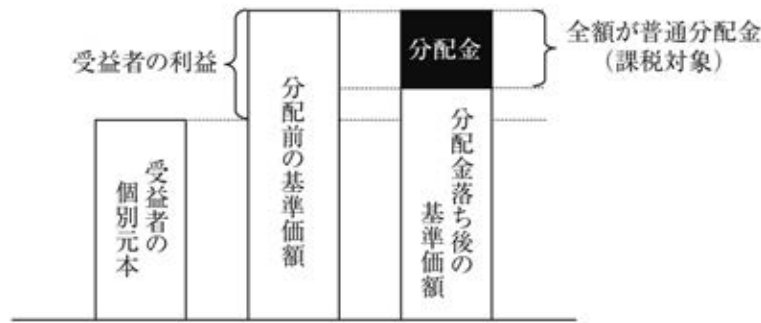 受益者の利益
受益者の
個別元本
分配前の基準価額
分配金
分配金落ち後の
基準価額
全額が普通分配金
（課税対象）